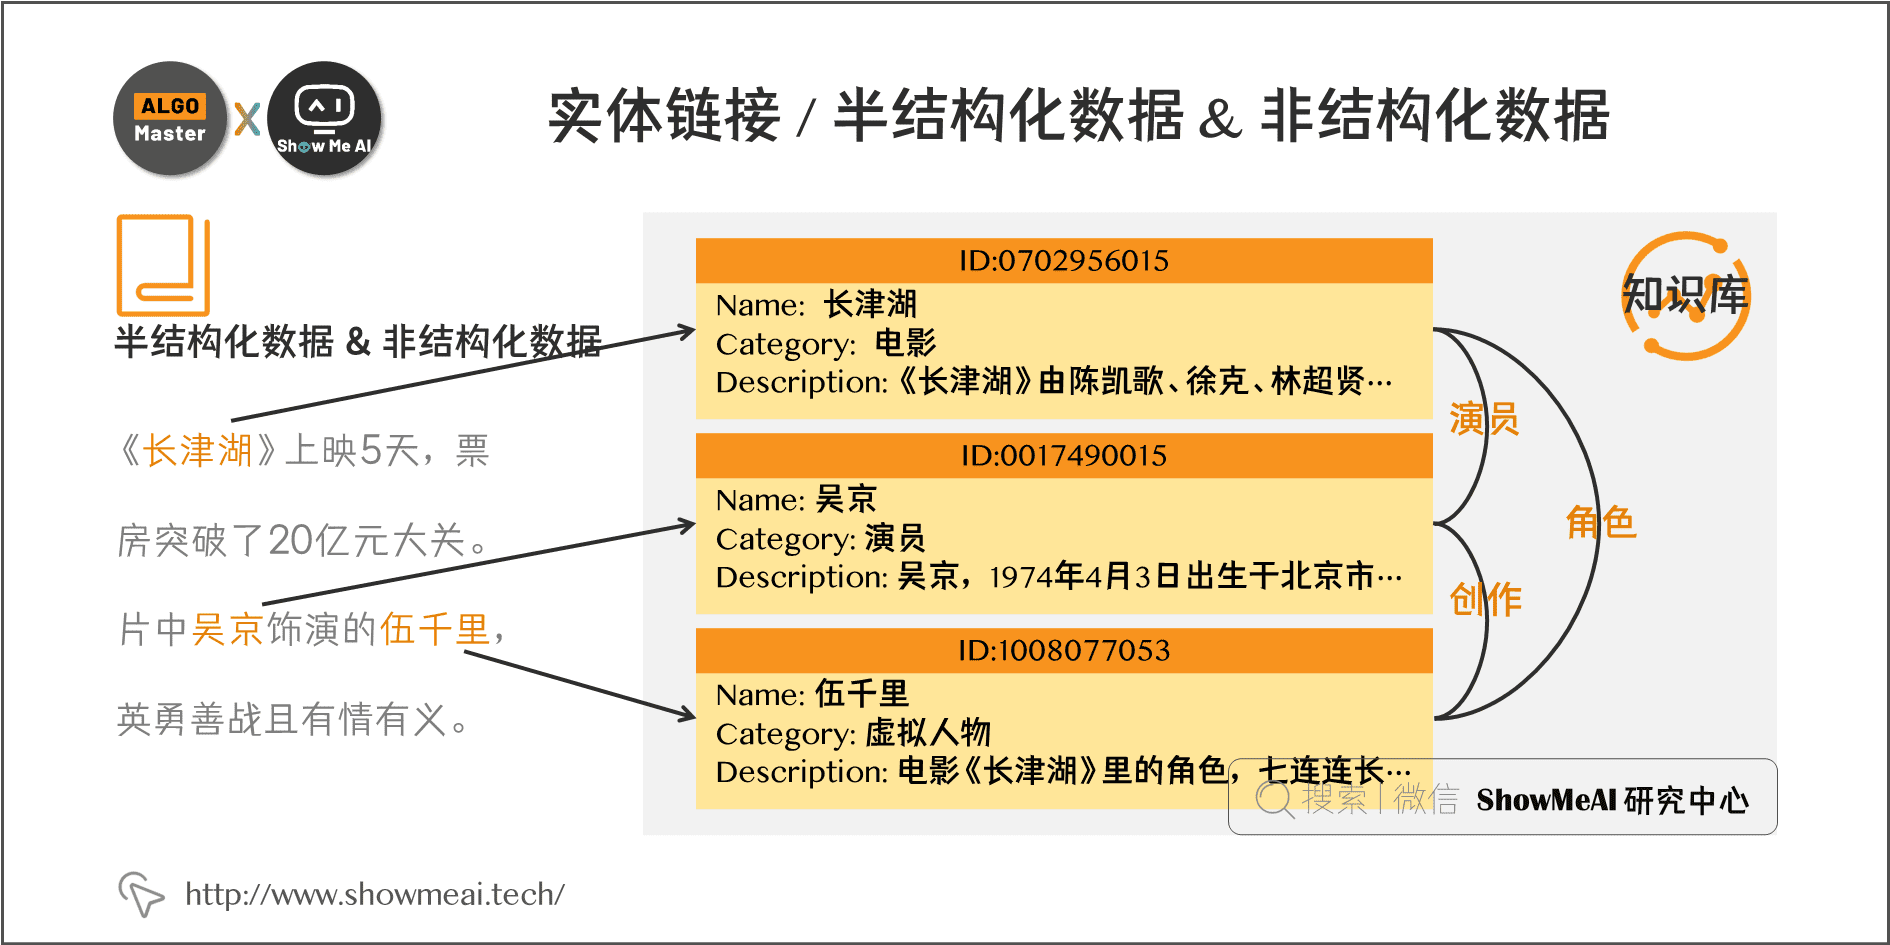 ALGO
Master
X
Show Me AI
实体链接 / 半结构化数据 & 非结构化数据
半结构化数据 & 非结构化数据
《长津湖》上映5天，票
房突破了20亿元大关。
片中吴京饰演的伍千里，
英勇善战且有情有义。
ID:0702956015
Name: 长津湖
Category: 电影
Description:《长津湖》由陈凯歌、徐克、林超贤…
ID:0017490015
Name: 吴京
Category: 演员
Description: 吴京，1974年4月3日出生于北京市…
ID:1008077053
Name: 伍千里
Category: 虚拟人物
Description: 电影《长津湖》里的角色，七连连长…
知识库
演员
角色
创作
搜索 | 微信 ShowMeAI 研究中心
http://www.showmeai.tech/